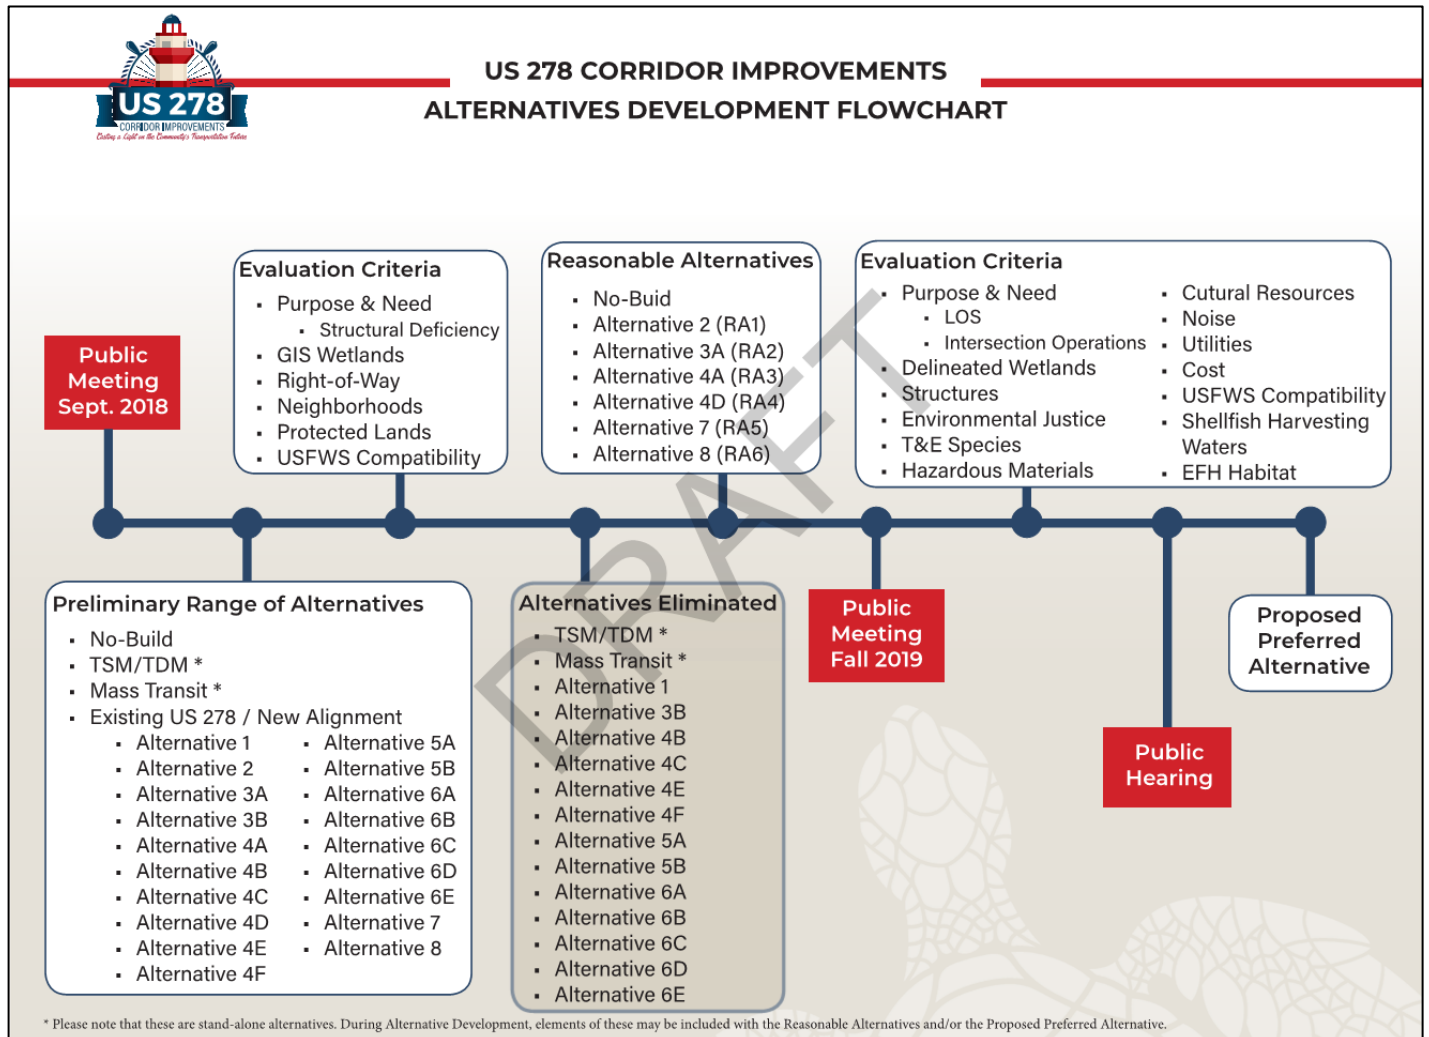 US 278
CORRIDOR IMPROVEMENTS
Casting a Light on the Community's Transportation Future
US 278 CORRIDOR IMPROVEMENTS
ALTERNATIVES DEVELOPMENT FLOWCHART
Public
Meeting
Sept. 2018
Evaluation Criteria
Purpose & Need
Structural Deficiency
GIS Wetlands
Right-of-Way
Neighborhoods
Protected Lands
USFWS Compatibility
Reasonable Alternatives
No-Buid
Alternative 2 (RA1)
Alternative 3A (RA2)
Alternative 4A (RA3)
Alternative 4D (RA4)
Alternative 7 (RA5)
Alternative 8 (RA6)
Evaluation Criteria
Purpose & Need
LOS
Intersection Operations
Delineated Wetlands
Structures
Environmental Justice
T&E Species
Hazardous Materials
Cutural Resources
Noise
Utilities
Cost
USFWS Compatibility
Shellfish Harvesting
Waters
EFH Habitat
DRAFT
Preliminary Range of Alternatives
No-Build
TSM/TDM *
Mass Transit *
Existing US 278 / New Alignment
Alternative 1
Alternative 2
Alternative 3A
Alternative 3B
Alternative 4A
Alternative 4B
Alternative 4C
Alternative 4D
Alternative 4E
Alternative 4F
Alternative 5A
Alternative 5B
Alternative 6A
Alternative 6B
Alternative 6C
Alternative 6D
Alternative 6E
Alternative 7
Alternative 8
Alternatives Eliminated
TSM/TDM *
Mass Transit *
Alternative 1
Alternative 3B
Alternative 4B
Alternative 4C
Alternative 4E
Alternative 4F
Alternative 5A
Alternative 5B
Alternative 6A
Alternative 6B
Alternative 6C
Alternative 6D
Alternative 6E
Public
Meeting
Fall 2019
Public
Hearing
Proposed
Preferred
Alternative
* Please note that these are stand-alone alternatives. During Alternative Development, elements of these may be included with the Reasonable Alternatives and/or the Proposed Preferred Alternative.